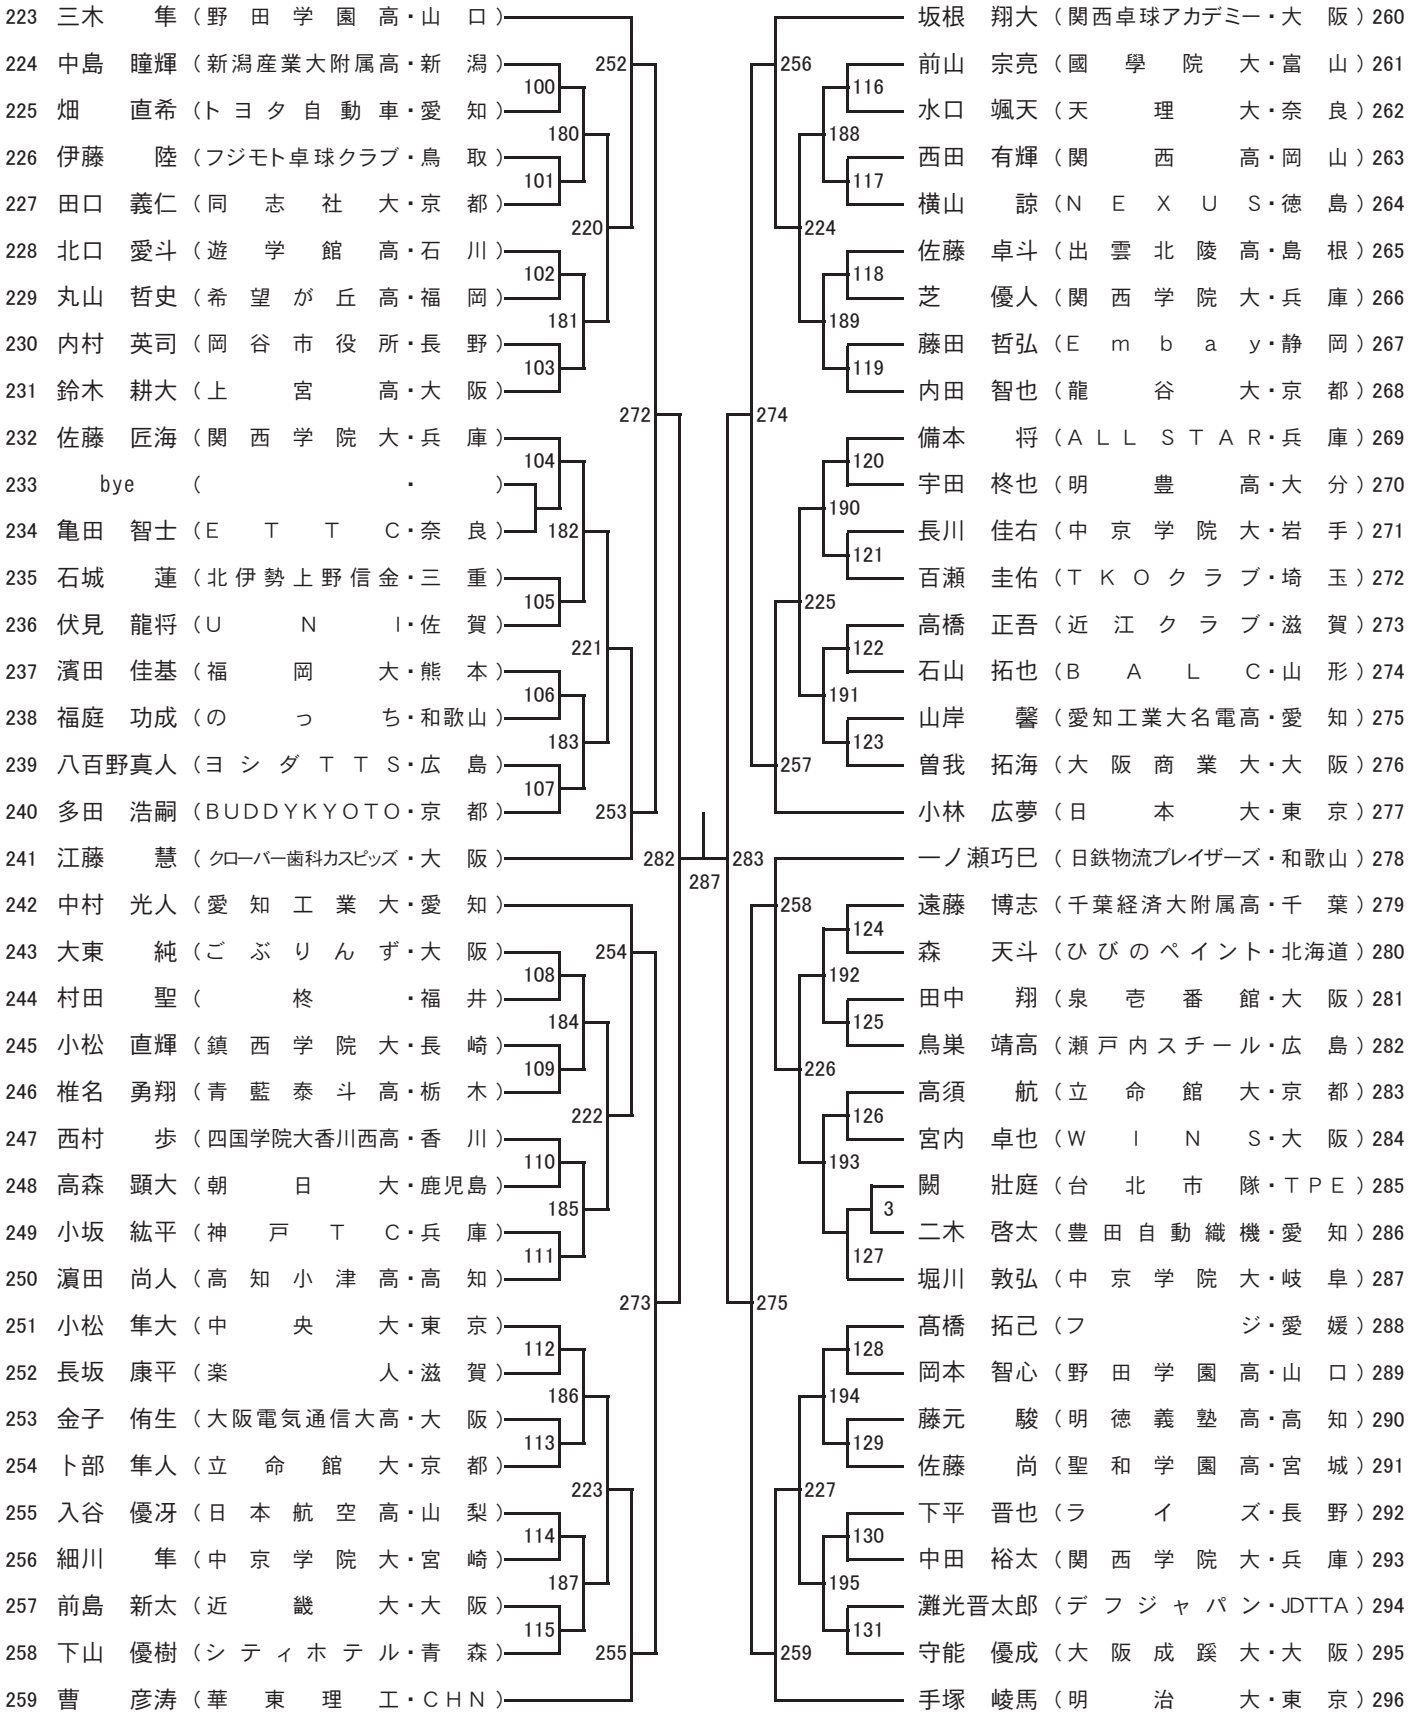 223 三木 隼 (野田学園高・山口)
224 中島 瞳輝 (新潟産業大附属高・新潟)
225 畑 直希 (トヨタ自動車・愛知)
226 伊藤 陸 (フジモト卓球クラブ・鳥取)
227 田口 義仁 (同志社大・京都)
228 北口 愛斗 (遊学館高・石川)
229 丸山 哲史 (希望が丘高・福岡)
230 内村 英司 (岡谷市役所・長野)
231 鈴木 耕大 (上宮高・大阪)
232 佐藤 匠海 (関西学院大・兵庫)
233 bye ( ・ )
234 亀田 智士 (ETTC・奈良)
235 石城 蓮 (北伊勢上野信金・三重)
236 伏見 龍将 (UNI・佐賀)
237 濱田 佳基 (福岡大・熊本)
238 福庭 功成 (のっち・和歌山)
239 八百野真人 (ヨシダTTS・広島)
240 多田 浩嗣 (BUDDYKYOTO・京都)
241 江藤 慧 (クローバー歯科カスピッズ・大阪)
242 中村 光人 (愛知工業大・愛知)
243 大東 純 (ごぶりんず・大阪)
244 村田 聖 (柊・福井)
245 小松 直輝 (鎮西学院大・長崎)
246 椎名 勇翔 (青藍泰斗高・栃木)
247 西村 歩 (四国学院大香川西高・香川)
248 高森 顕大 (朝日大・鹿児島)
249 小坂 紘平 (神戸TC・兵庫)
250 濵田 尚人 (高知小津高・高知)
251 小松 隼大 (中央大・東京)
252 長坂 康平 (楽人・滋賀)
253 金子 侑生 (大阪電気通信大高・大阪)
254 卜部 隼人 (立命館大・京都)
255 入谷 優冴 (日本航空高・山梨)
256 細川 隼 (中京学院大・宮崎)
257 前島 新太 (近畿大・大阪)
258 下山 優樹 (シティホテル・青森)
259 曹 彦涛 (華東理工・CHN)
100
101
102
103
104
105
106
107
108
109
110
111
112
113
114
115
180
181
182
183
184
185
186
187
220
221
222
223
252
253
254
255
272
273
282
287
283
274
275
256
257
258
259
224
225
226
227
188
189
190
191
192
193
194
195
116
117
118
119
120
121
122
123
124
125
126
3
127
128
129
130
131
坂根 翔大 (関西卓球アカデミー・大阪) 260
前山 宗亮 (國學院大・富山) 261
水口 颯天 (天理大・奈良) 262
西田 有輝 (関西高・岡山) 263
横山 諒 (NEXUS・徳島) 264
佐藤 卓斗 (出雲北陵高・島根) 265
芝 優人 (関西学院大・兵庫) 266
藤田 哲弘 (Embay・静岡) 267
内田 智也 (龍谷大・京都) 268
備本 将 (ALL STAR・兵庫) 269
宇田 柊也 (明豊高・大分) 270
長川 佳右 (中京学院大・岩手) 271
百瀬 圭佑 (TKOクラブ・埼玉) 272
高橋 正吾 (近江クラブ・滋賀) 273
石山 拓也 (BALC・山形) 274
山岸 馨 (愛知工業大名電高・愛知) 275
曽我 拓海 (大阪商業大・大阪) 276
小林 広夢 (日本大・東京) 277
一ノ瀬巧巳 (日鉄物流ブレイザーズ・和歌山) 278
遠藤 博志 (千葉経済大附属高・千葉) 279
森 天斗 (ひびのペイント・北海道) 280
田中 翔 (泉壱番館・大阪) 281
鳥巣 靖高 (瀬戸内スチール・広島) 282
高須 航 (立命館大・京都) 283
宮内 卓也 (WINS・大阪) 284
闕 壯庭 (台北市隊・TPE) 285
二木 啓太 (豊田自動織機・愛知) 286
堀川 敦弘 (中京学院大・岐阜) 287
髙橋 拓己 (フジ・愛媛) 288
岡本 智心 (野田学園高・山口) 289
藤元 駿 (明徳義塾高・高知) 290
佐藤 尚 (聖和学園高・宮城) 291
下平 晋也 (ライズ・長野) 292
中田 裕太 (関西学院大・兵庫) 293
灘光晋太郎 (デフジャパン・JDTTA) 294
守能 優成 (大阪成蹊大・大阪) 295
手塚 崚馬 (明治大・東京) 296